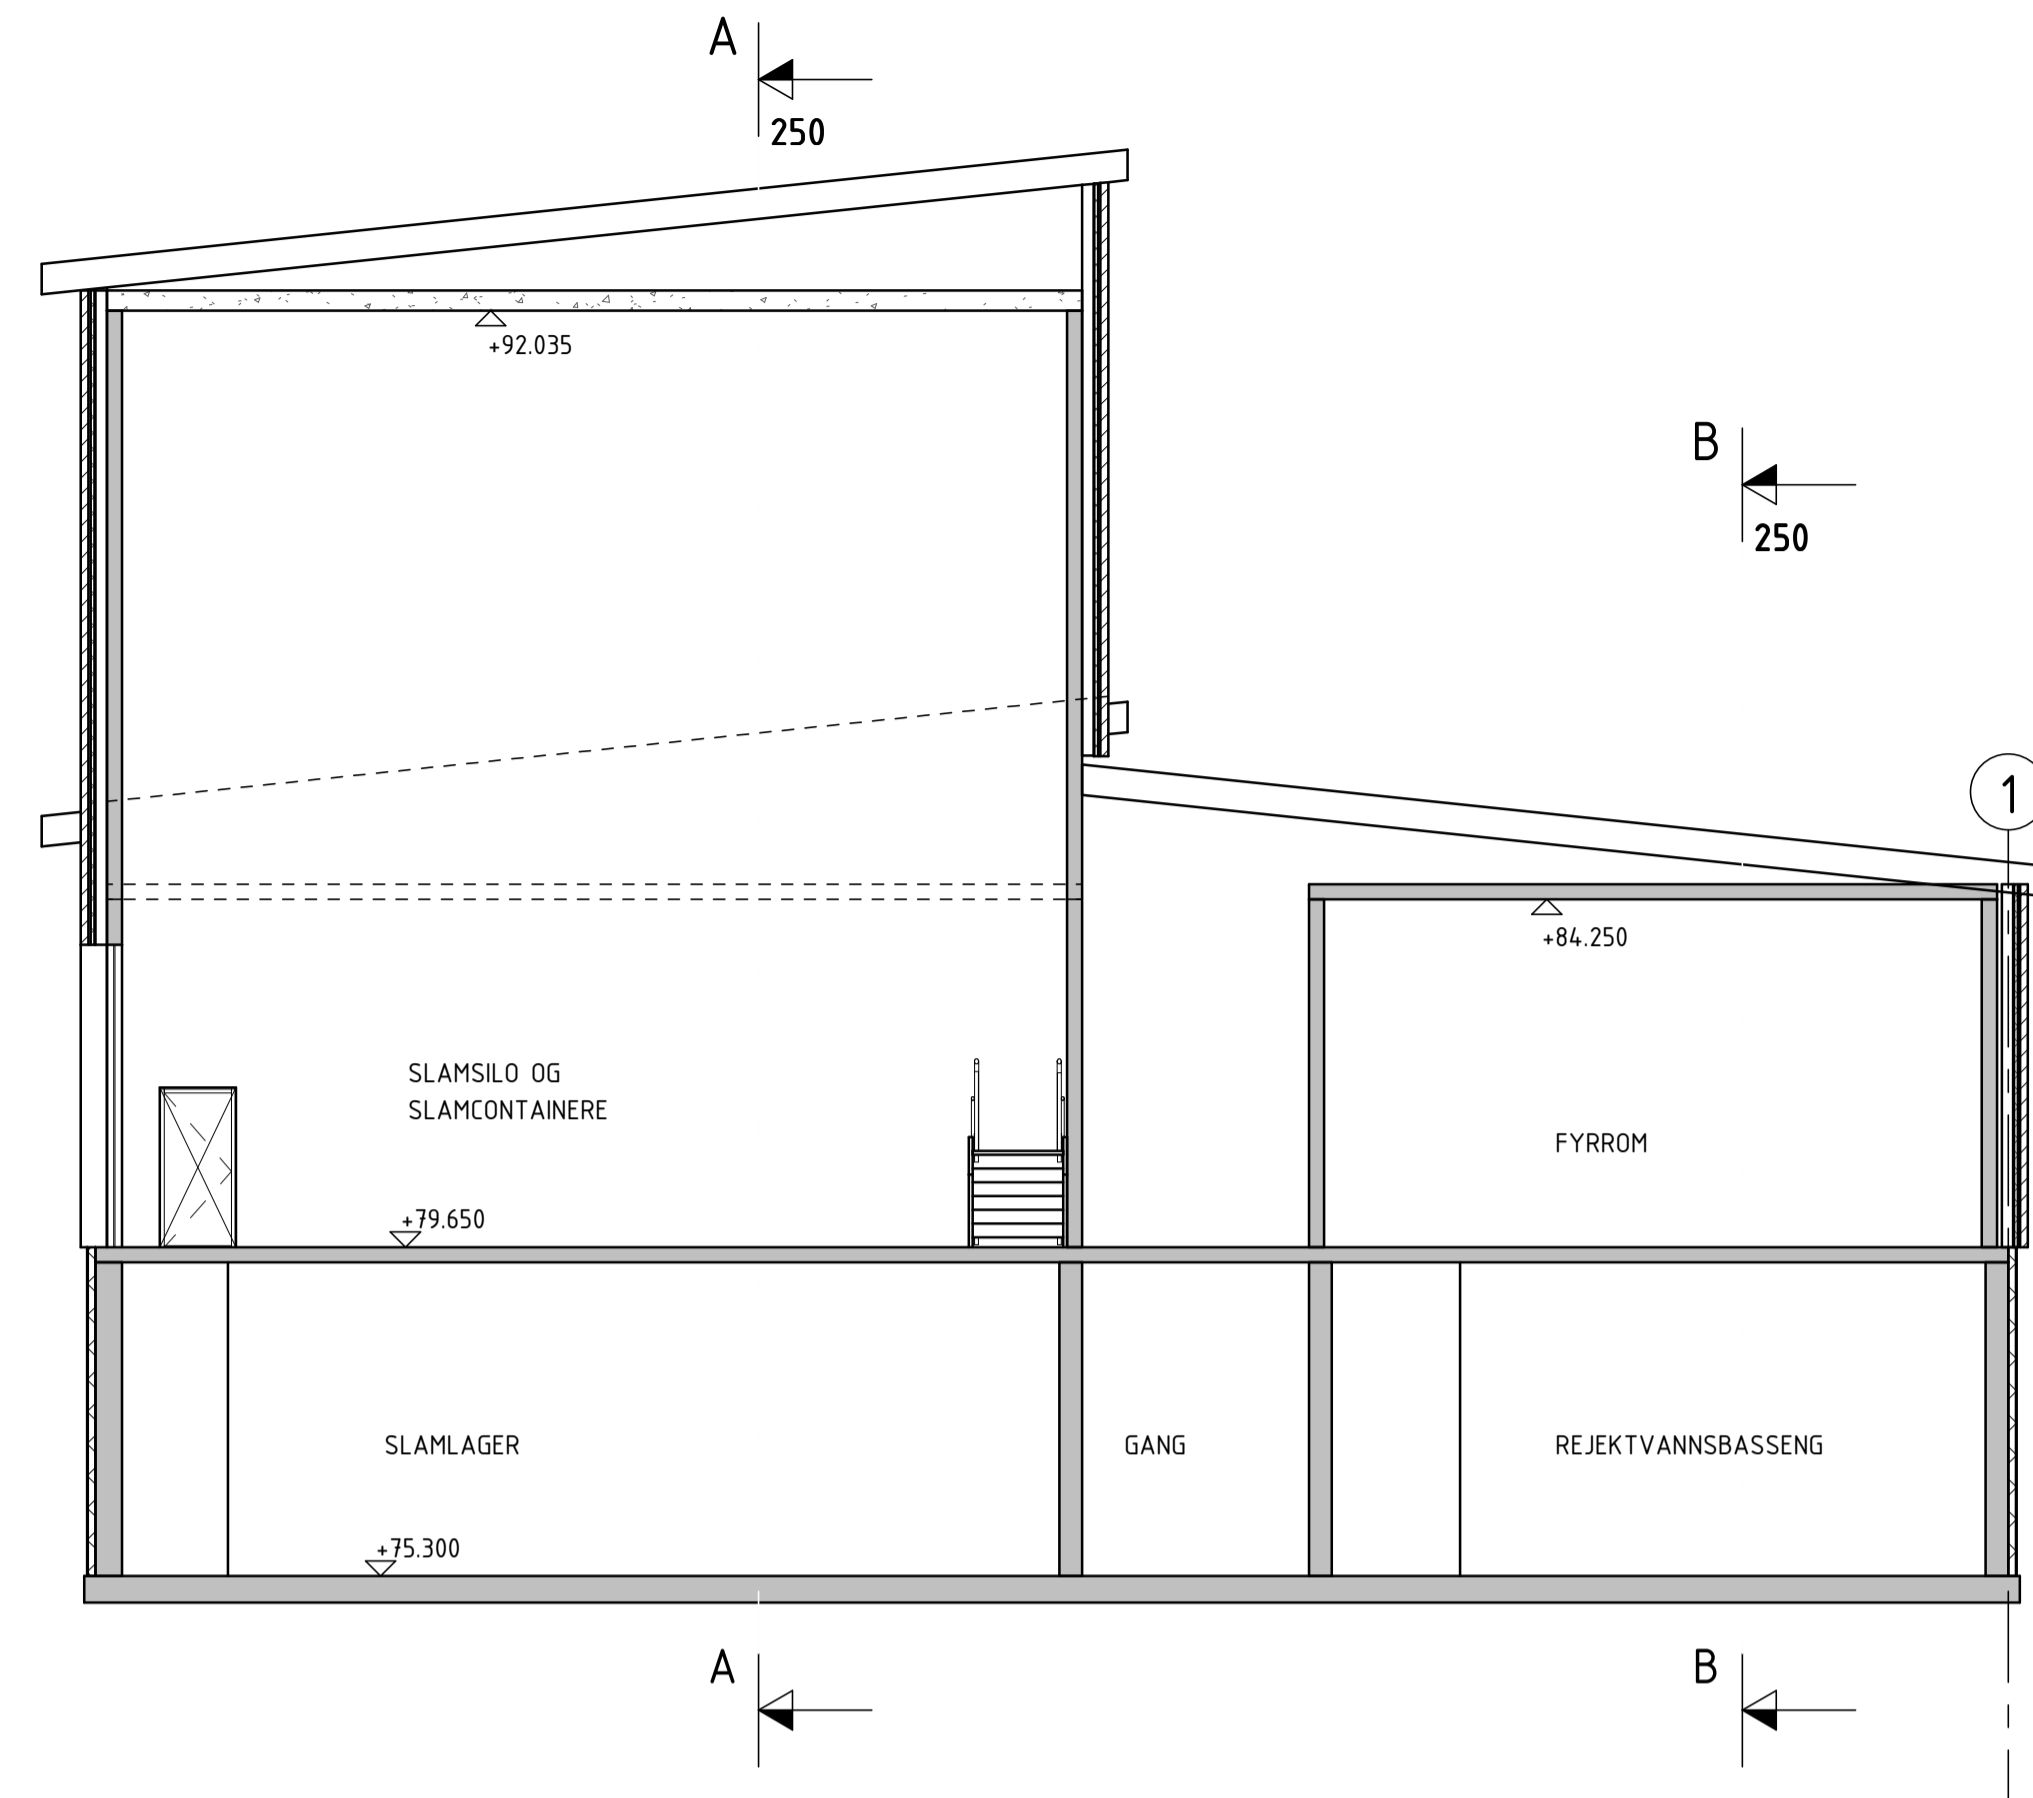 A
250
+92.035
B
250
1
+84.250
SLAMSILO OG
SLAMCONTAINERE
FYRROM
+79.650
SLAMLAGER
GANG
REJEKTVANNSBASSENG
+75.300
A
B